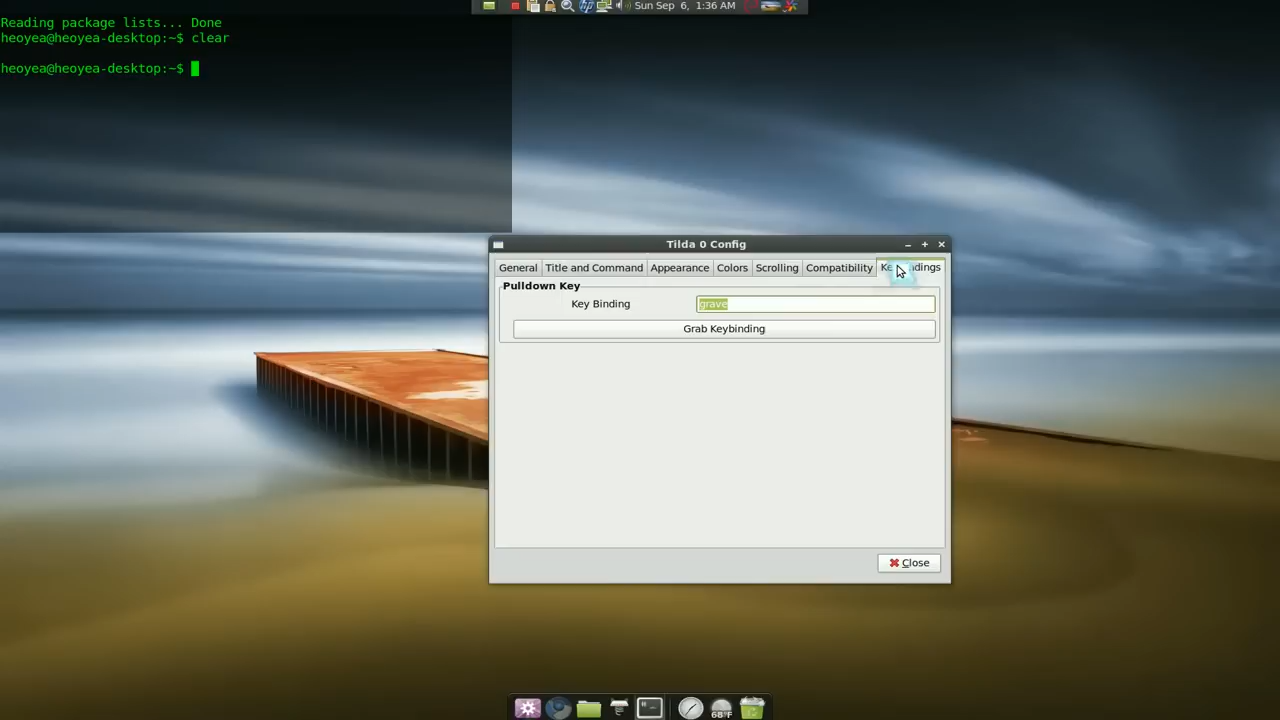 Sun Sep 6, 1:36 AM
Reading package lists... Done
heoyea@heoyea-desktop:~$ clear
heoyea@heoyea-desktop:~$
Tilda 0 Config
General Title and Command Appearance Colors Scrolling Compatibility
Pulldown Key
Key Binding grave
Grab Keybinding
Close
68°F